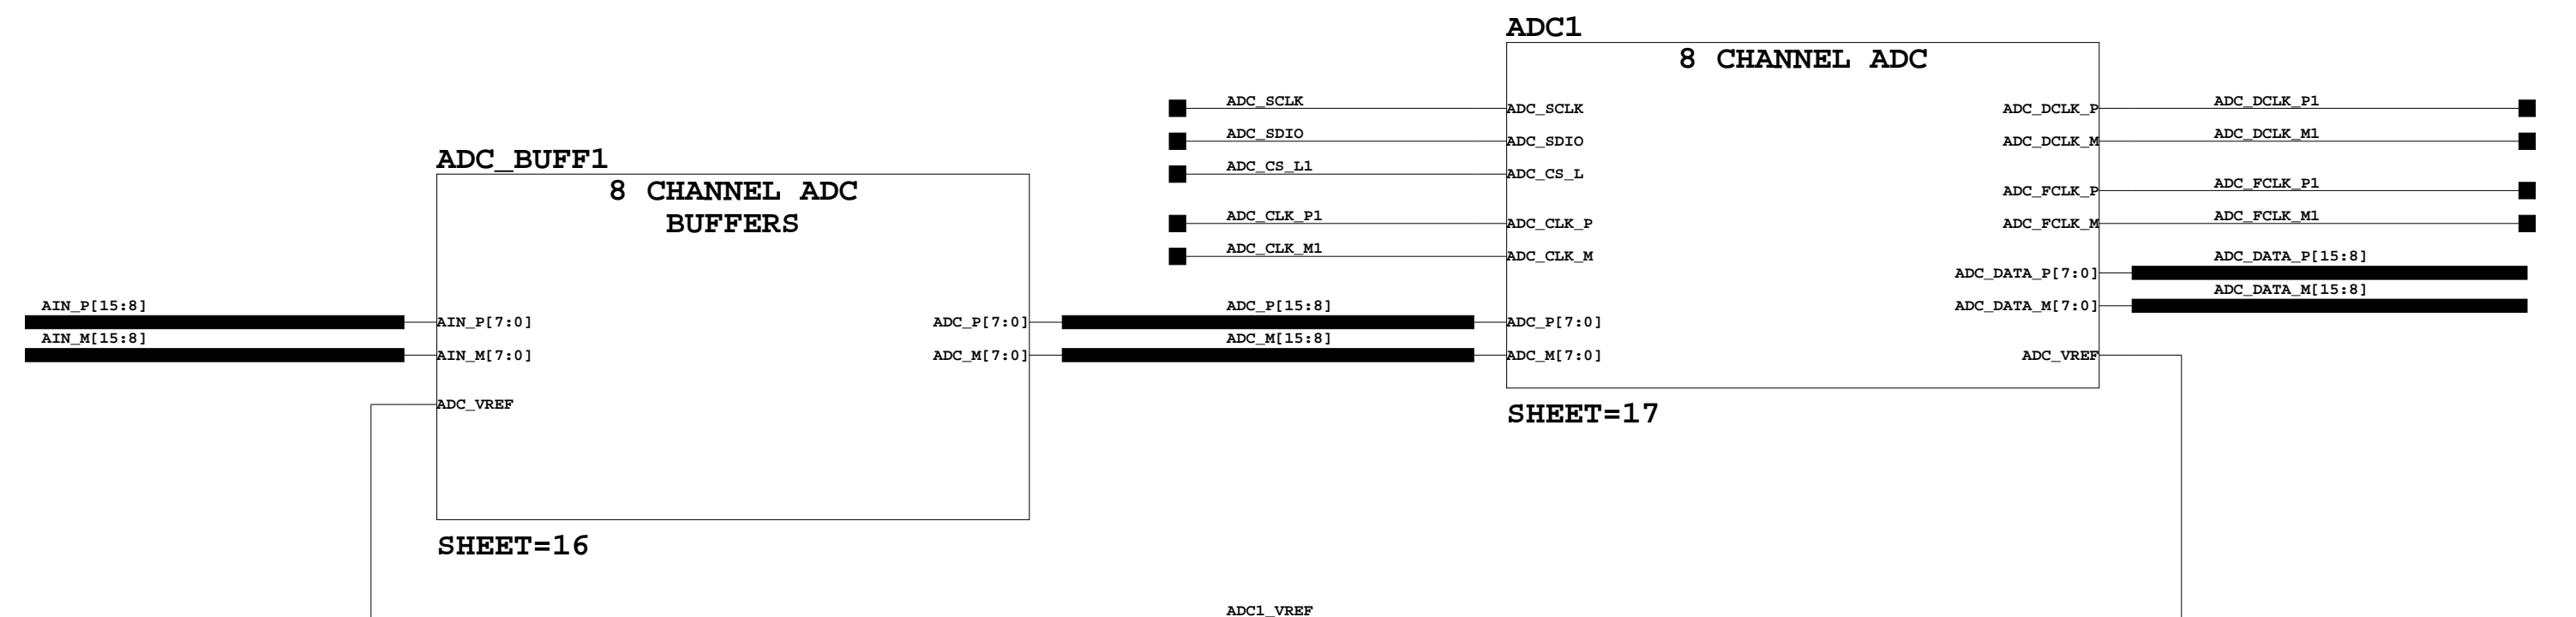 ADC1
8 CHANNEL ADC
ADC_SCLK
ADC_SCLK
ADC_DCLK_P
ADC_DCLK_P1
ADC_SDIO
ADC_SDIO
ADC_DCLK_M
ADC_DCLK_M1
ADC_CS_L1
ADC_CS_L
ADC_FCLK_P
ADC_FCLK_P1
ADC_CLK_P1
ADC_CLK_P
ADC_FCLK_M
ADC_FCLK_M1
ADC_CLK_M1
ADC_CLK_M
ADC_DATA_P[7:0]
ADC_DATA_P[15:8]
ADC_DATA_M[7:0]
ADC_DATA_M[15:8]
ADC_P[15:8]
ADC_P[7:0]
ADC_M[15:8]
ADC_M[7:0]
ADC_VREF
SHEET=17
ADC_BUFF1
8 CHANNEL ADC
BUFFERS
AIN_P[15:8]
AIN_P[7:0]
ADC_P[7:0]
AIN_M[15:8]
AIN_M[7:0]
ADC_M[7:0]
ADC_VREF
SHEET=16
ADC1_VREF